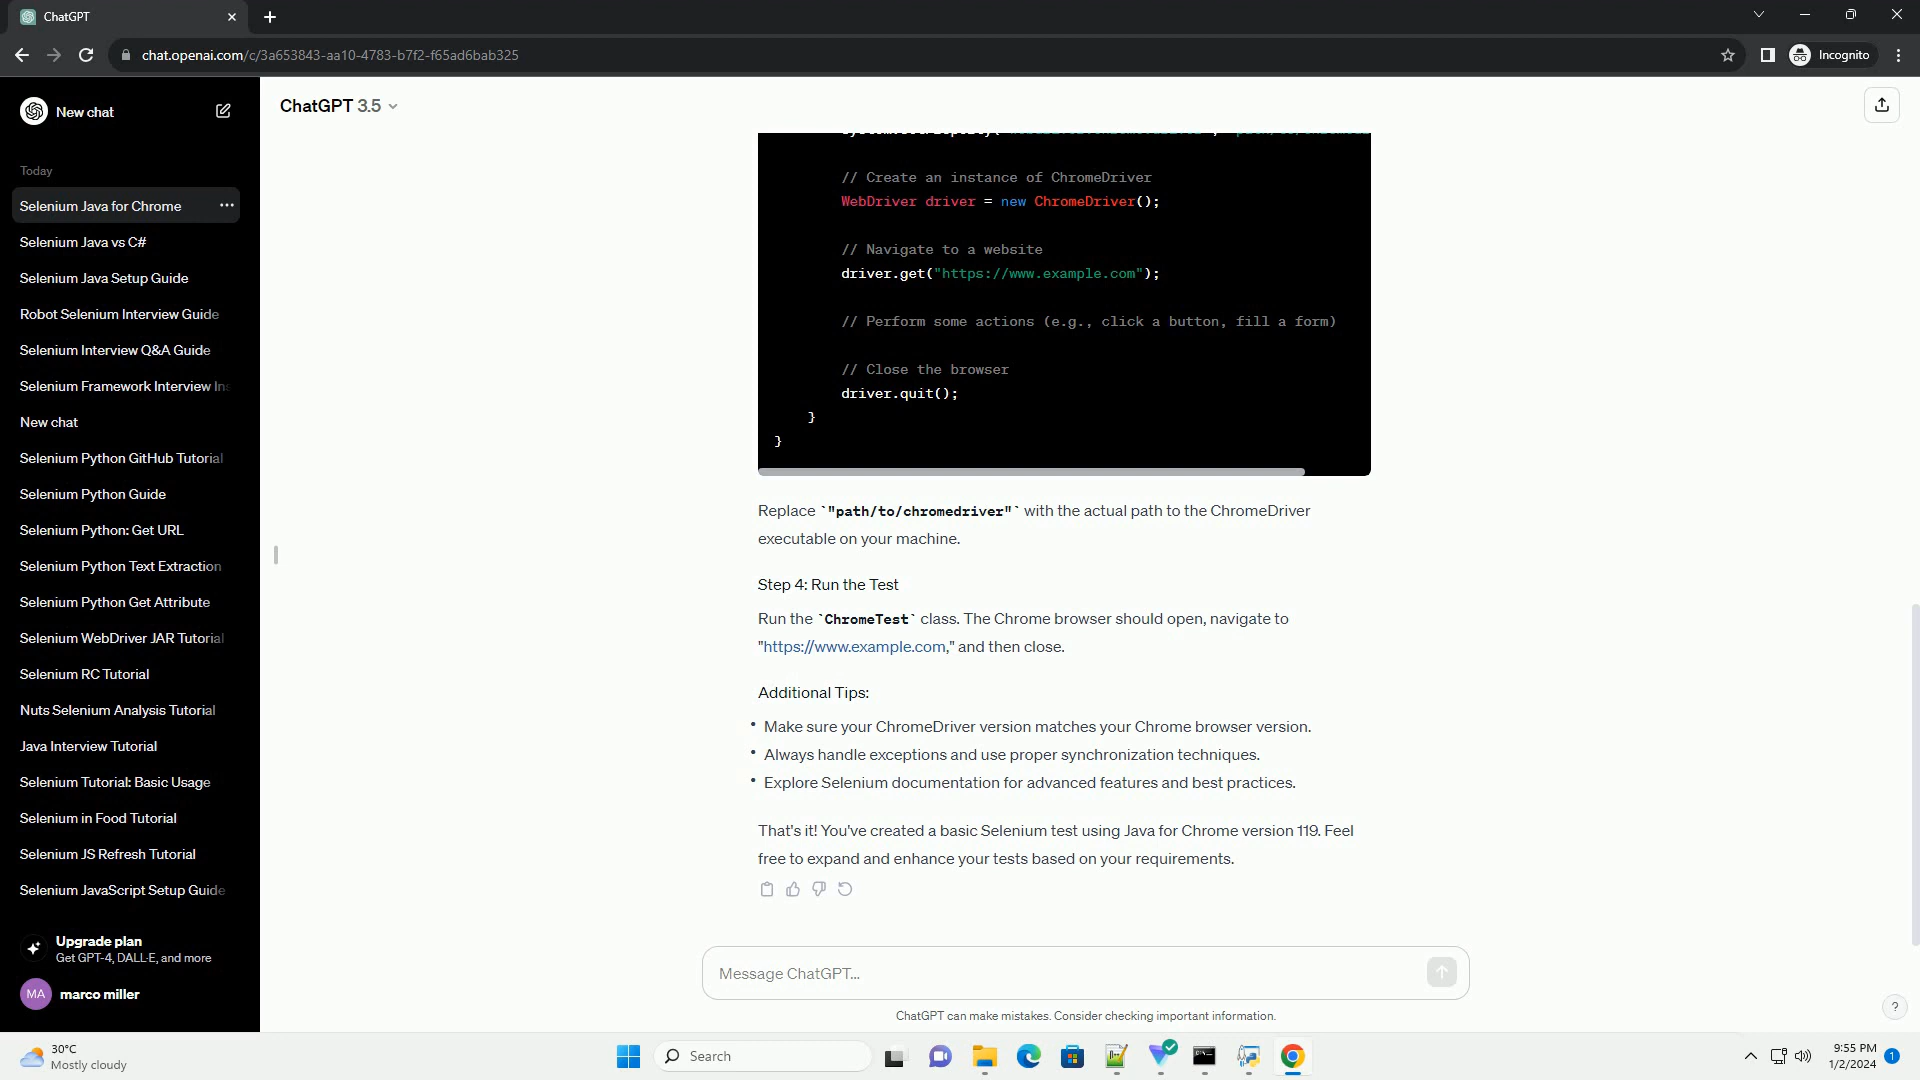 ChatGPT
chat.openai.com/c/3a653843-aa10-4783-b7f2-f65ad6bab325
Incognito
New chat
ChatGPT 3.5
Today
Selenium Java for Chrome
Selenium Java vs C#
Selenium Java Setup Guide
Robot Selenium Interview Guide
Selenium Interview Q&A Guide
Selenium Framework Interview Ins
New chat
Selenium Python GitHub Tutorial
Selenium Python Guide
Selenium Python: Get URL
Selenium Python Text Extraction
Selenium Python Get Attribute
Selenium WebDriver JAR Tutorial
Selenium RC Tutorial
Nuts Selenium Analysis Tutorial
Java Interview Tutorial
Selenium Tutorial: Basic Usage
Selenium in Food Tutorial
Selenium JS Refresh Tutorial
Selenium JavaScript Setup Guide
Upgrade plan
Get GPT-4, DALL·E, and more
MA marco miller
// Create an instance of ChromeDriver
WebDriver driver = new ChromeDriver();
// Navigate to a website
driver.get("https://www.example.com");
// Perform some actions (e.g., click a button, fill a form)
// Close the browser
driver.quit();
}
}
Replace `"path/to/chromedriver"` with the actual path to the ChromeDriver
executable on your machine.
Step 4: Run the Test
Run the `ChromeTest` class. The Chrome browser should open, navigate to
"https://www.example.com," and then close.
Additional Tips:
• Make sure your ChromeDriver version matches your Chrome browser version.
• Always handle exceptions and use proper synchronization techniques.
• Explore Selenium documentation for advanced features and best practices.
That's it! You've created a basic Selenium test using Java for Chrome version 119. Feel
free to expand and enhance your tests based on your requirements.
Message ChatGPT...
ChatGPT can make mistakes. Consider checking important information.
?
30°C
Mostly cloudy
Search
9:55 PM
1/2/2024
1